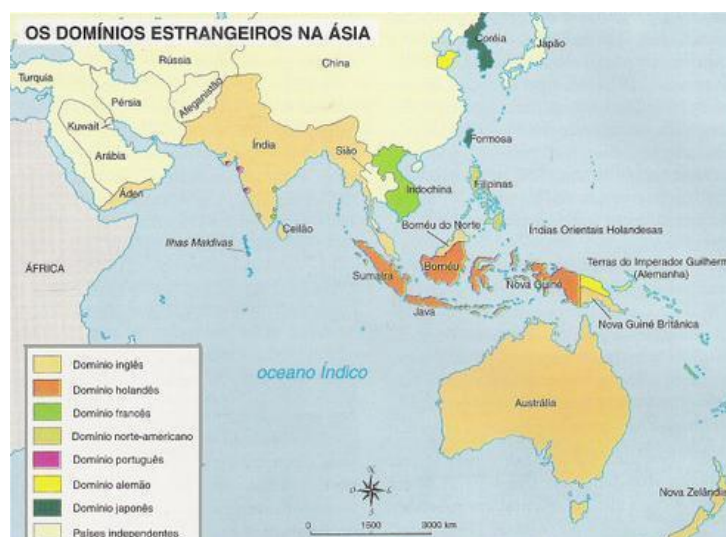 OS DOMÍNIOS ESTRANGEIROS NA ÁSIA
Turquia
Rússia
China
Coréia
Japão
Pérsia
Afeganistão
Kuwait
Arábia
Índia
Sião
Formosa
Áden
Indochina
Filipinas
Ceilão
Bornéu do Norte
Índias Orientais Holandesas
Ilhas Maldivas
ÁFRICA
Sumatra
Bornéu
Nova Guiné
Terras do Imperador Guilherm
(Alemanha)
Java
Nova Guiné Britânica
oceano Índico
Austrália
Nova Zelândia
Domínio inglês
Domínio holandês
Domínio francês
Domínio norte-americano
Domínio português
Domínio alemão
Domínio japonês
Países independentes
N
O
L
S
0 1500 3000 km